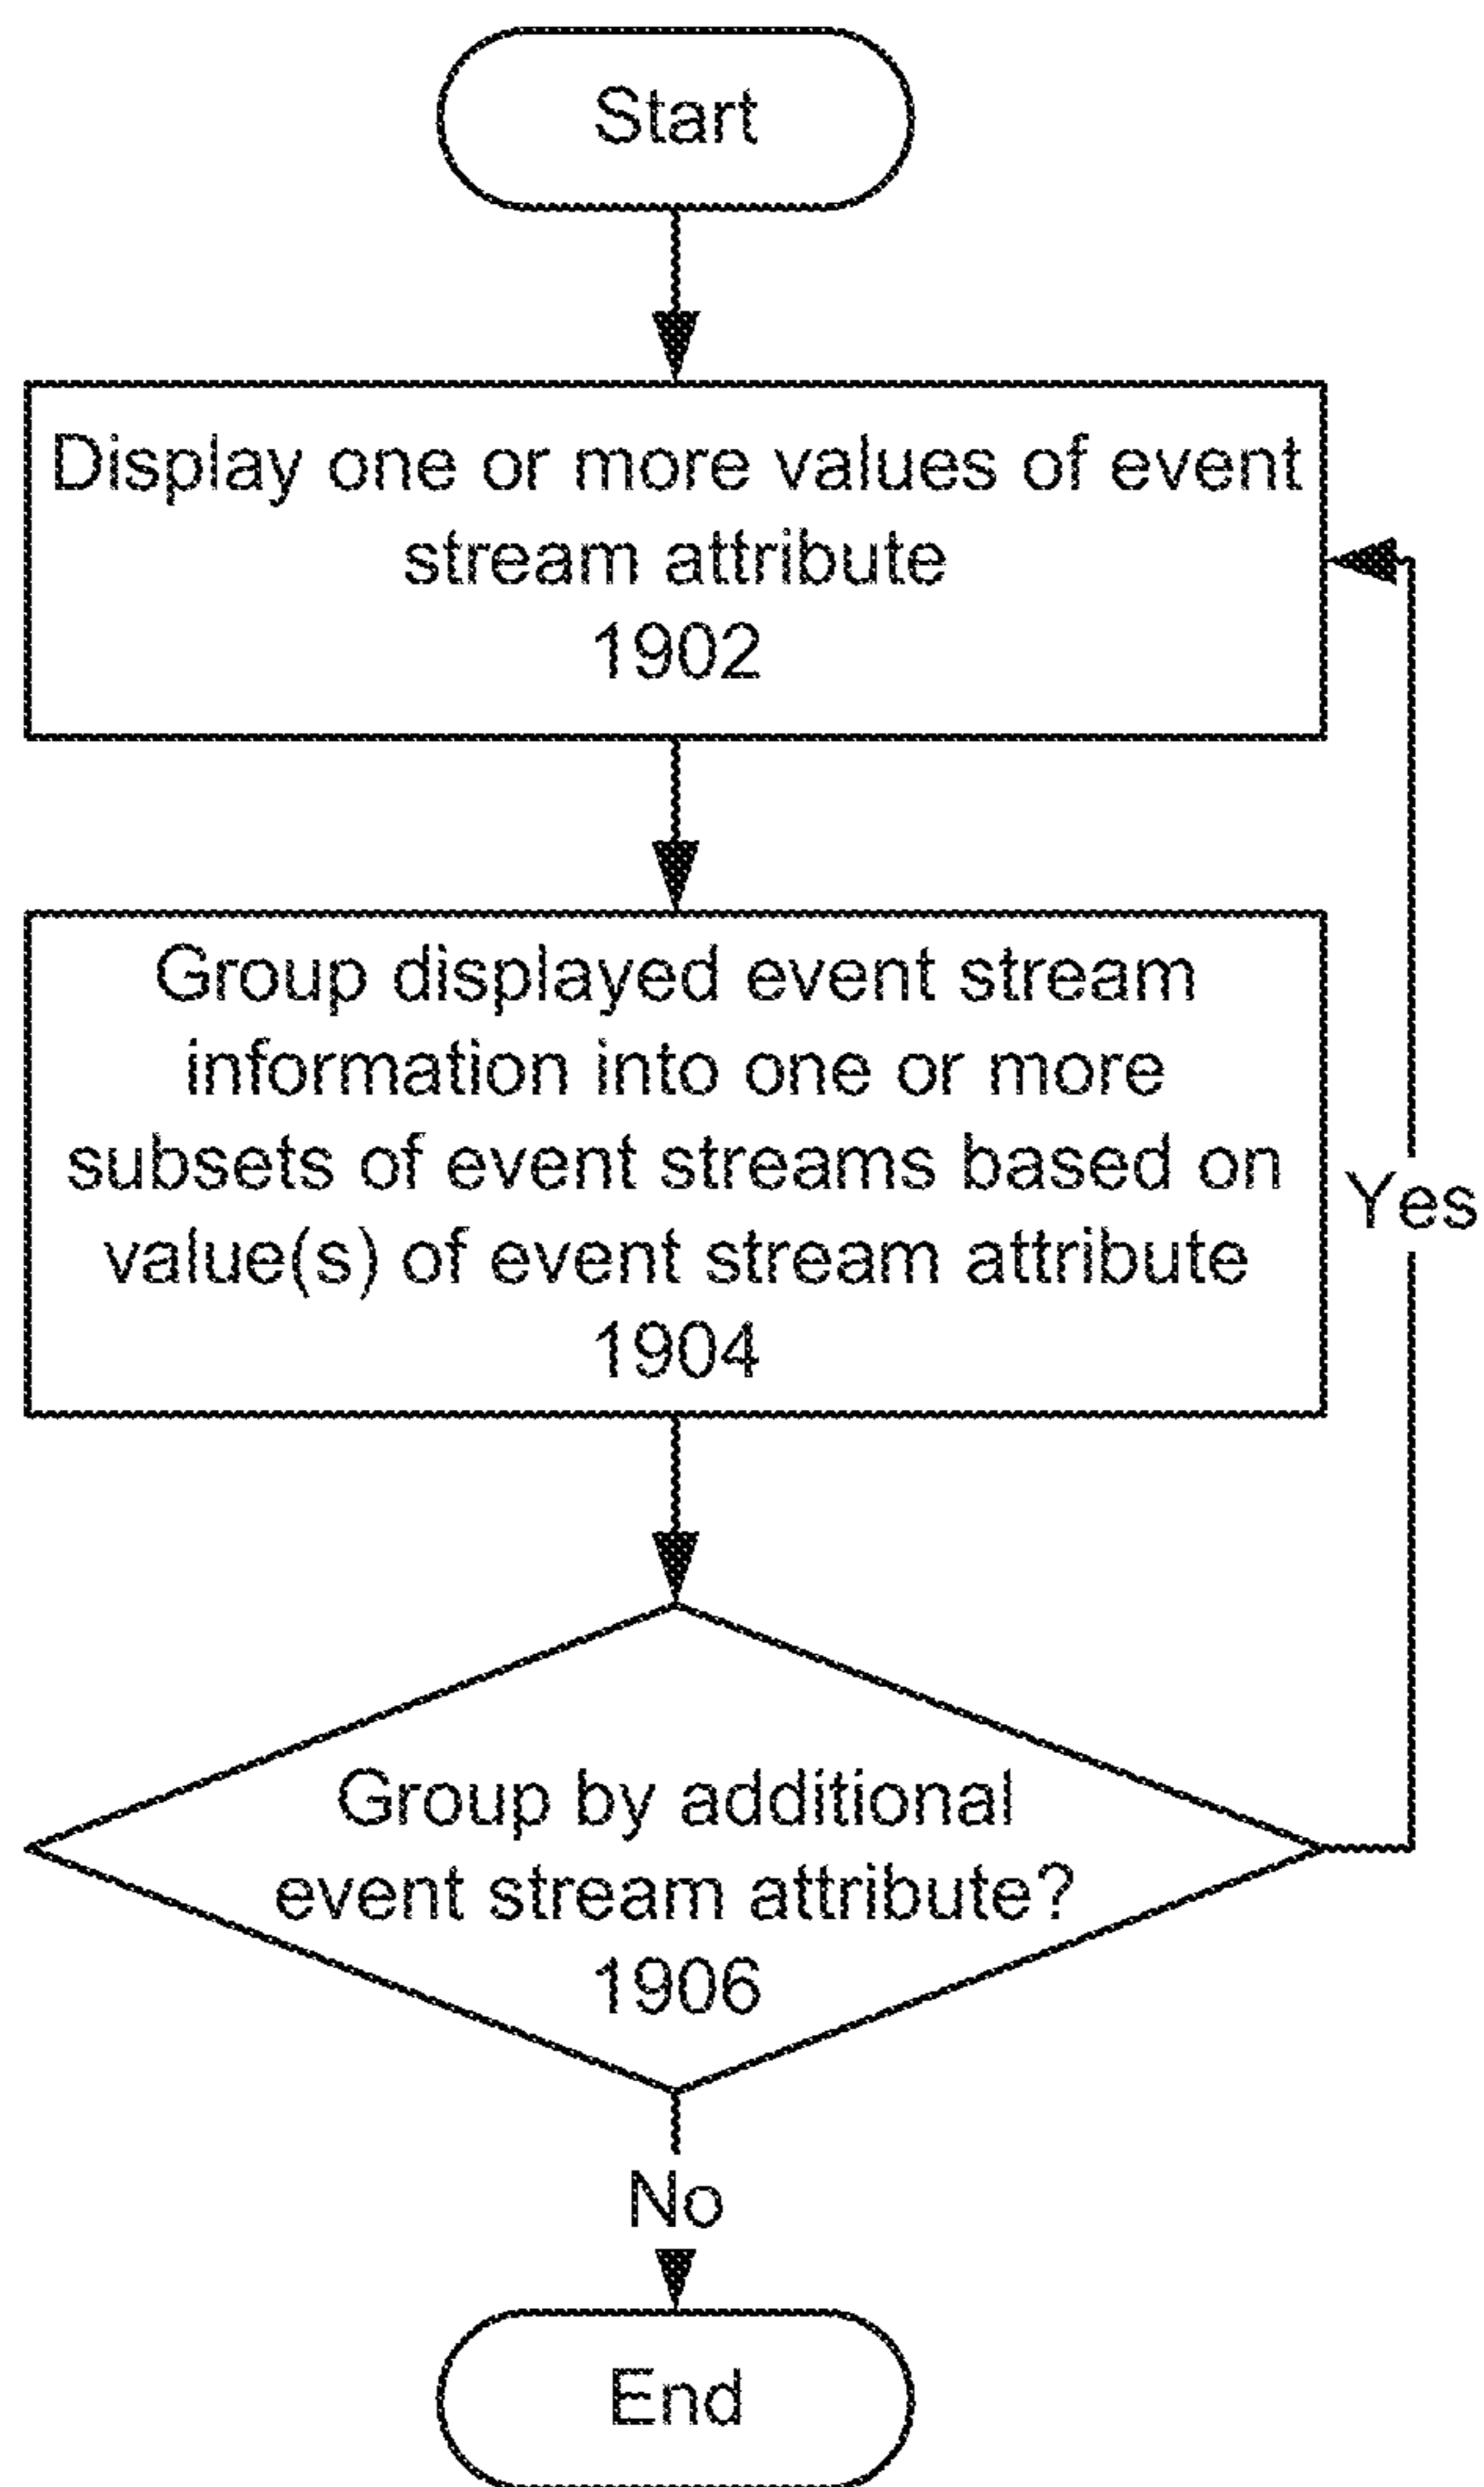 Start
Display one or more values of event
stream attribute
1902
Group displayed event stream
information into one or more
subsets of event streams based on
value(s) of event stream attribute
1904
Yes
Group by additional
event stream attribute?
1906
No
End